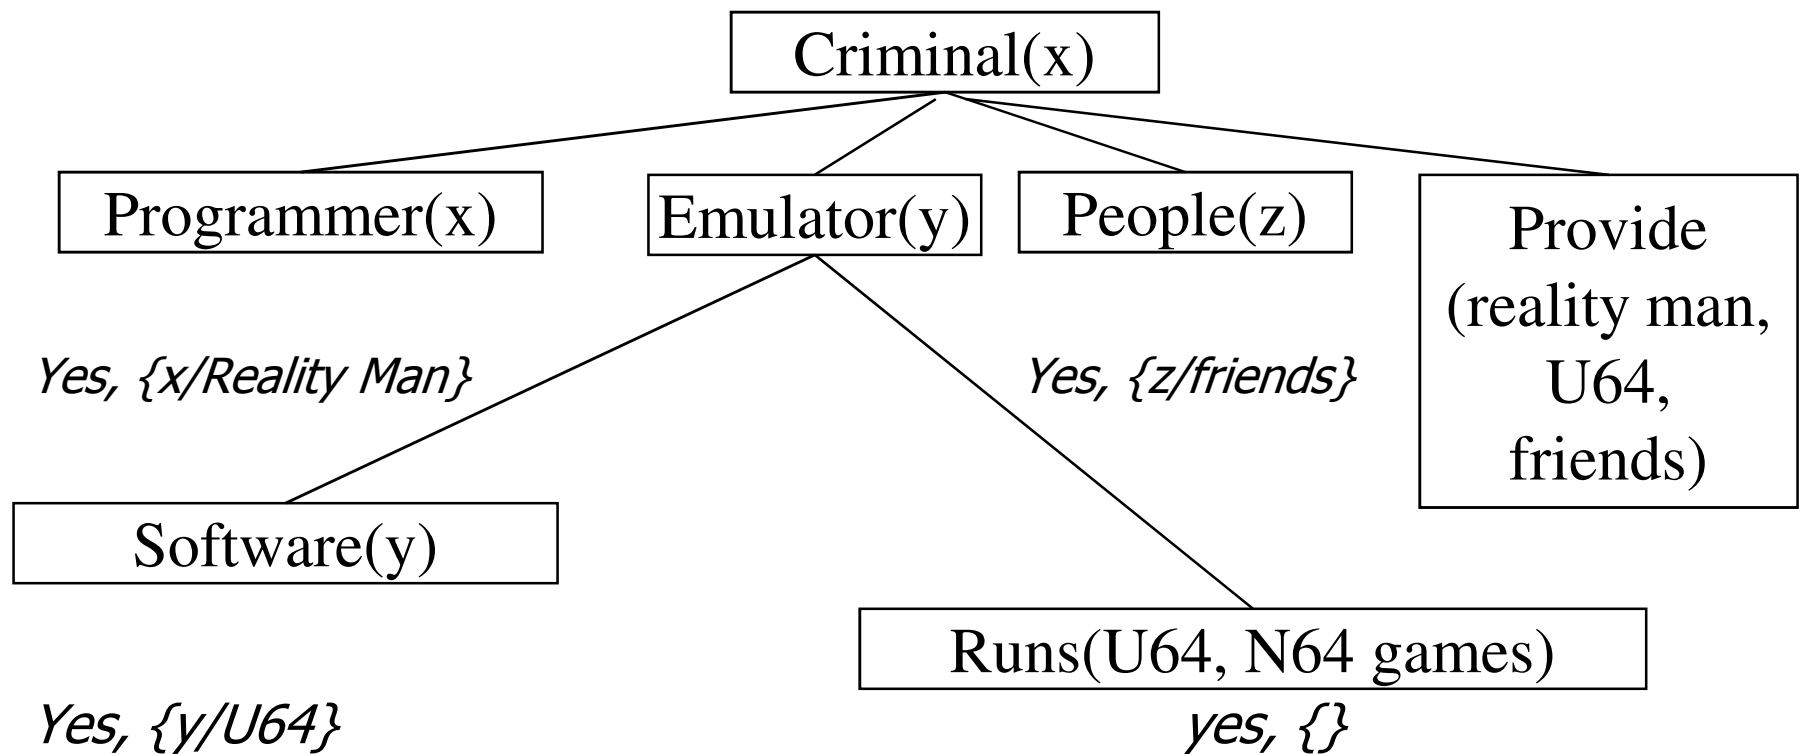 Criminal(x)
Programmer(x)
Emulator(y)
People(z)
Provide
(reality man,
U64,
friends)
Yes, {x/Reality Man}
Yes, {z/friends}
Software(y)
Runs(U64, N64 games)
Yes, {y/U64}
yes, {}